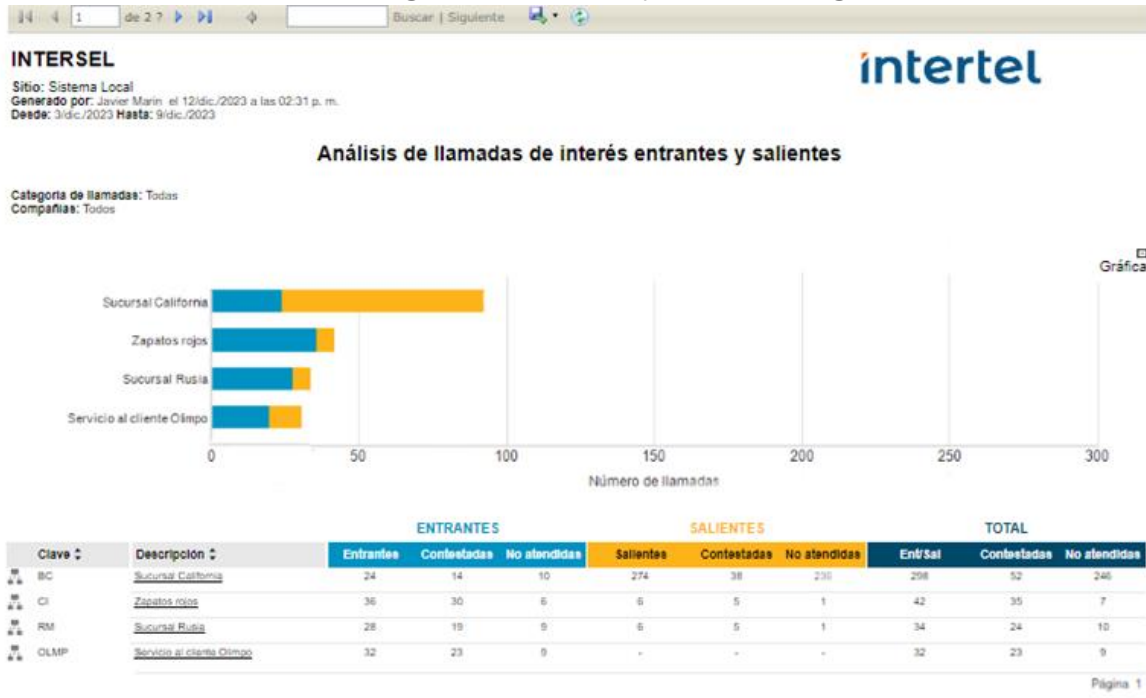 1 de 2 ? Buscar | Siguiente
INTERSEL
intertel
Sitio: Sistema Local
Generado por: Javier Marin el 12/dic./2023 a las 02:31 p. m.
Desde: 3/dic./2023 Hasta: 9/dic./2023
Análisis de llamadas de interés entrantes y salientes
Categoría de llamadas: Todas
Compañías: Todos
Gráfica
Sucursal California
Zapatos rojos
Sucursal Rusia
Servicio al cliente Olimpo
0 50 100 150 200 250 300
Número de llamadas
ENTRANTES SALIENTES TOTAL
Clave Descripción Entrantes Contestadas No atendidas Salientes Contestadas No atendidas Ent/Sal Contestadas No atendidas
BC Sucursal California 24 14 10 274 38 236 298 52 246
CI Zapatos rojos 36 30 6 6 5 1 42 35 7
RM Sucursal Rusia 28 19 9 6 5 1 34 24 10
OLMP Servicio al cliente Olimpo 32 23 9 - - - 32 23 9
Página 1